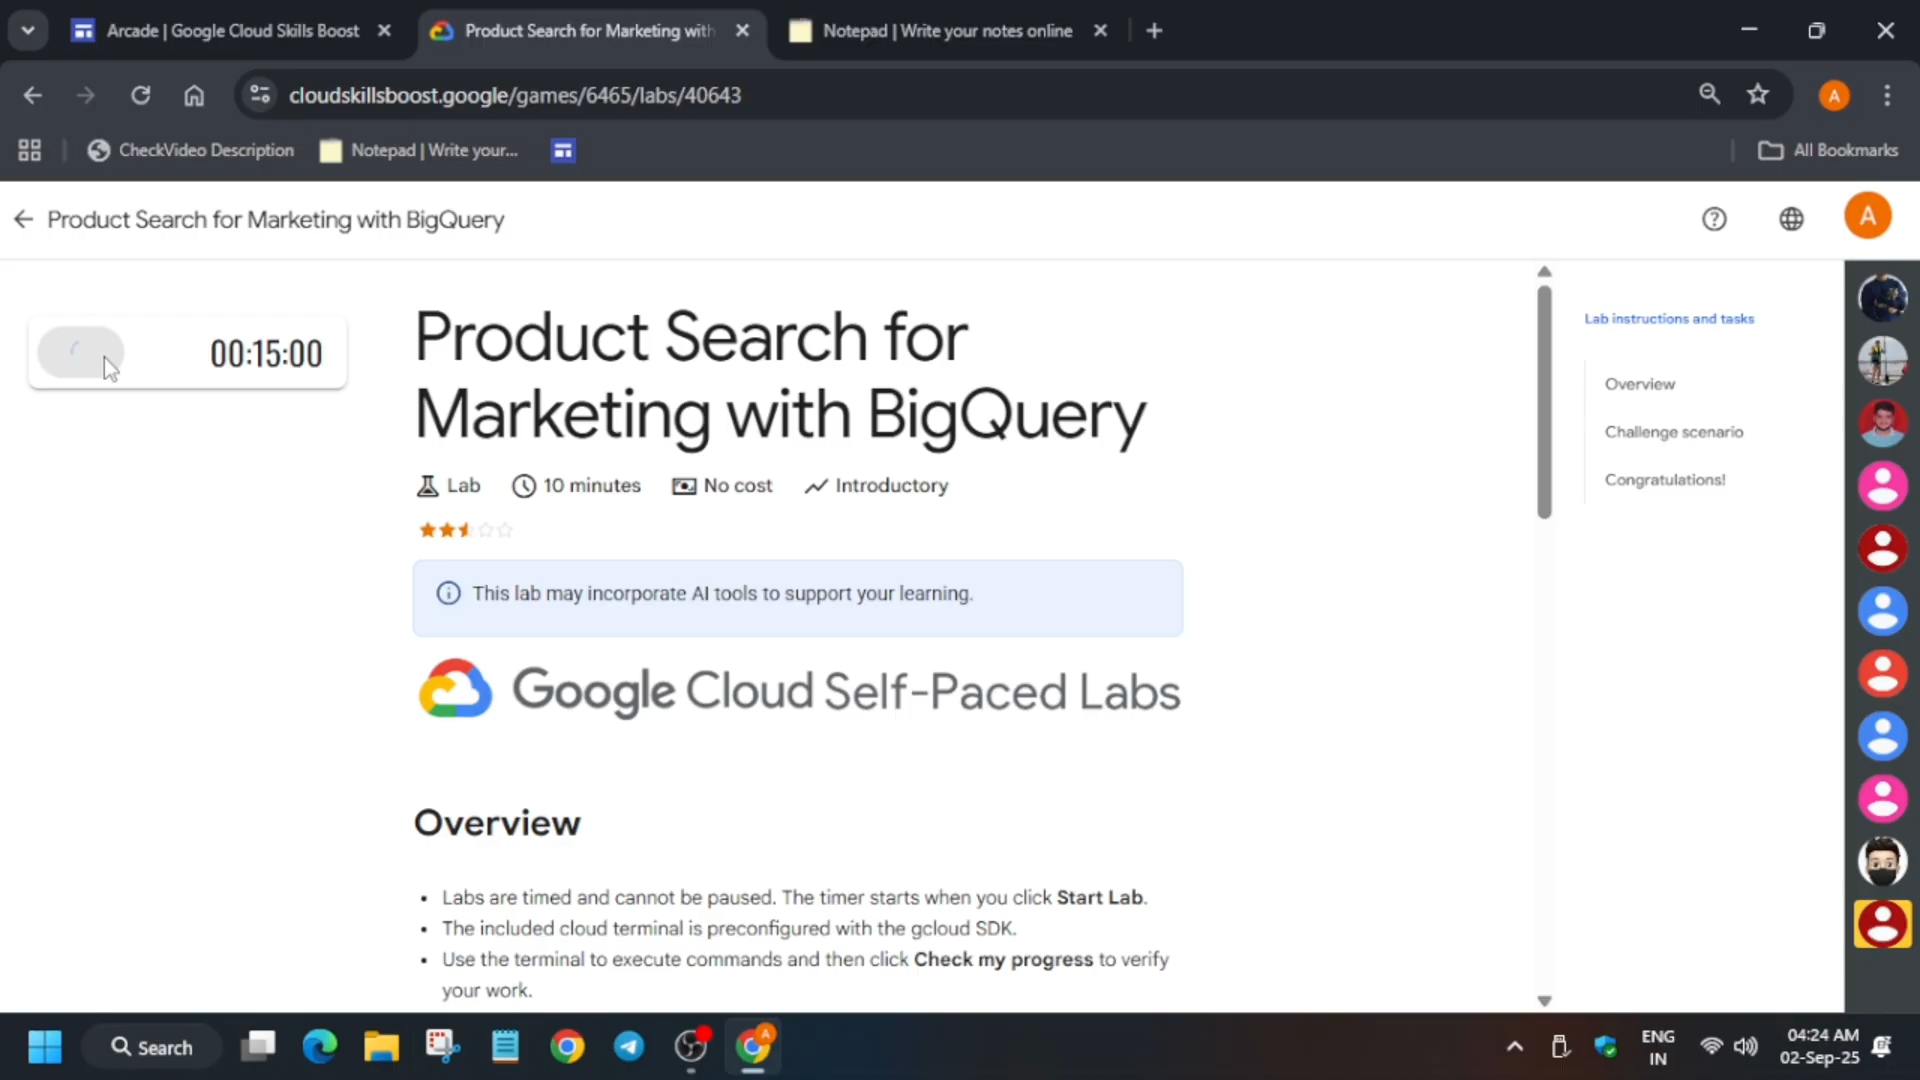 Arcade | Google Cloud Skills Boost
Product Search for Marketing with
Notepad | Write your notes online
cloudskillsboost.google/games/6465/labs/40643
A
CheckVideo Description
Notepad | Write your...
All Bookmarks
Product Search for Marketing with BigQuery
A
00:15:00
Product Search for
Marketing with BigQuery
Lab
10 minutes
No cost
Introductory
This lab may incorporate AI tools to support your learning.
Google Cloud Self-Paced Labs
Overview
• Labs are timed and cannot be paused. The timer starts when you click Start Lab.
• The included cloud terminal is preconfigured with the gcloud SDK.
• Use the terminal to execute commands and then click Check my progress to verify
your work.
Lab instructions and tasks
Overview
Challenge scenario
Congratulations!
Search
A
ENG
IN
04:24 AM
02-Sep-25